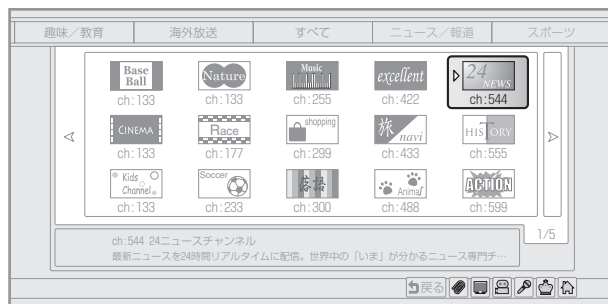 趣味／教育 海外放送 すべて ニュース／報道 スポーツ
Base Ball Nature Music excellent 24 NEWS
ch:133 ch:133 ch:255 ch:422 ch:544
CINEMA Race shopping 旅 navi HISTORY
ch:133 ch:177 ch:299 ch:433 ch:555
Kids Channel Soccer 落語 Animal ACTION
ch:133 ch:233 ch:300 ch:488 ch:599
1/5
ch:544 24ニュースチャンネル
最新ニュースを24時間リアルタイムに配信。世界中の「いま」が分かるニュース専門チ…
戻る